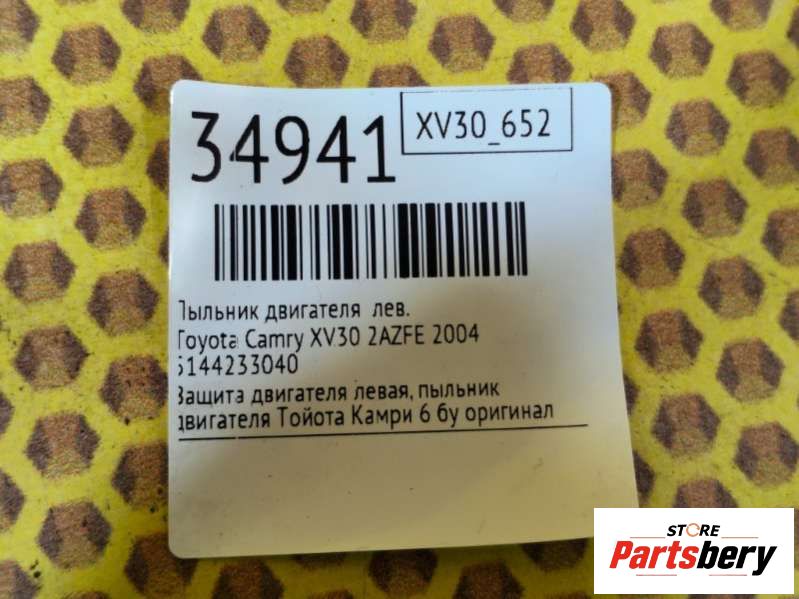 34941
XV30_652
Пыльник двигателя лев.
Toyota Camry XV30 2AZFE 2004
5144233040
Защита двигателя левая, пыльник
двигателя Тойота Камри 6 бу оригинал
STORE
Partsbery